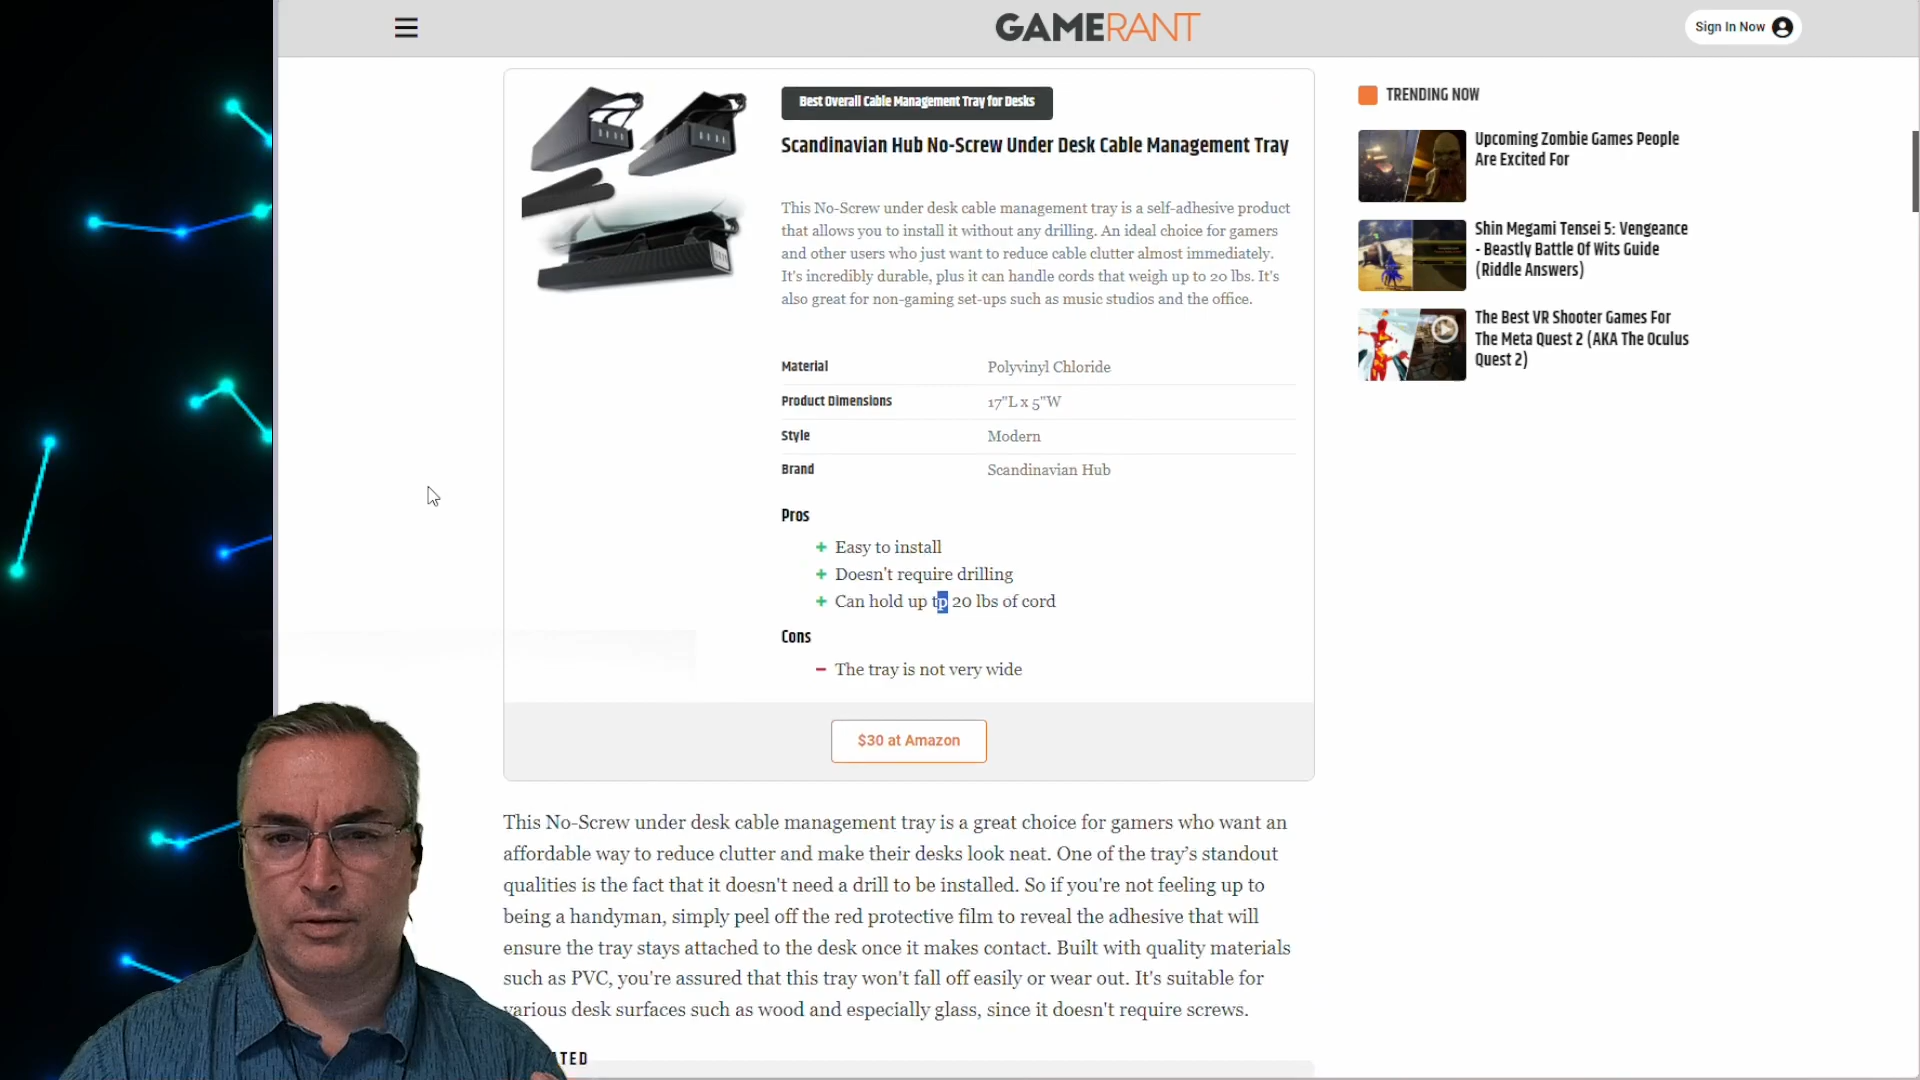 GAMERANT
Sign In Now
Best Overall Cable Management Tray for Desks
Scandinavian Hub No-Screw Under Desk Cable Management Tray
This No-Screw under desk cable management tray is a self-adhesive product
that allows you to install it without any drilling. An ideal choice for gamers
and other users who just want to reduce cable clutter almost immediately.
It's incredibly durable, plus it can handle cords that weigh up to 20 lbs. It's
also great for non-gaming set-ups such as music studios and the office.
Material Polyvinyl Chloride
Product Dimensions 17"L x 5"W
Style Modern
Brand Scandinavian Hub
Pros
+ Easy to install
+ Doesn't require drilling
+ Can hold up tp 20 lbs of cord
Cons
- The tray is not very wide
$30 at Amazon
This No-Screw under desk cable management tray is a great choice for gamers who want an
affordable way to reduce clutter and make their desks look neat. One of the tray's standout
qualities is the fact that it doesn't need a drill to be installed. So if you're not feeling up to
being a handyman, simply peel off the red protective film to reveal the adhesive that will
ensure the tray stays attached to the desk once it makes contact. Built with quality materials
such as PVC, you're assured that this tray won't fall off easily or wear out. It's suitable for
various desk surfaces such as wood and especially glass, since it doesn't require screws.
ATED
TRENDING NOW
Upcoming Zombie Games People
Are Excited For
Shin Megami Tensei 5: Vengeance
- Beastly Battle Of Wits Guide
(Riddle Answers)
The Best VR Shooter Games For
The Meta Quest 2 (AKA The Oculus
Quest 2)